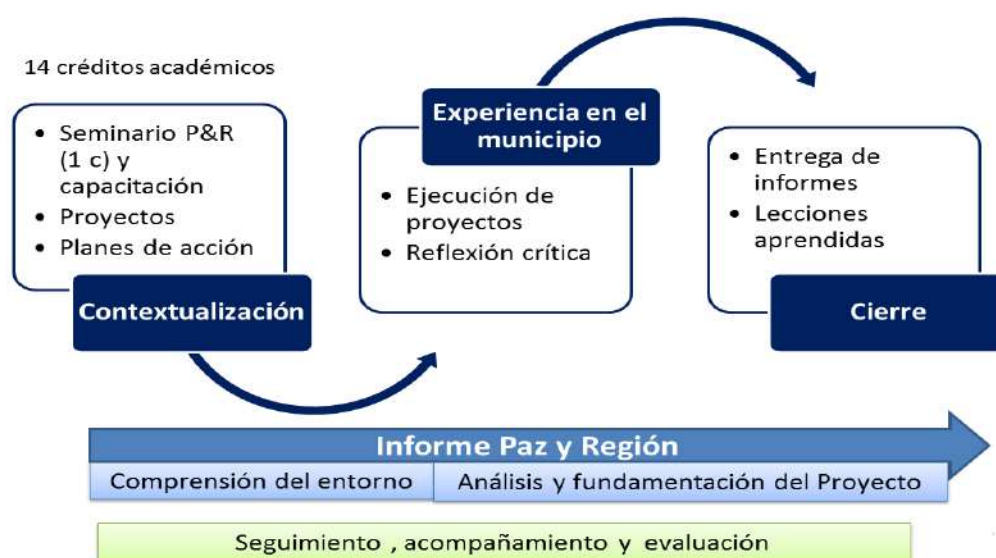 14 créditos académicos
• Seminario P&R
(1 c) y
capacitación
• Proyectos
• Planes de acción
Contextualización
Experiencia en el
municipio
• Ejecución de
proyectos
• Reflexión crítica
• Entrega de
informes
• Lecciones
aprendidas
Cierre
Informe Paz y Región
Comprensión del entorno
Análisis y fundamentación del Proyecto
Seguimiento , acompañamiento y evaluación